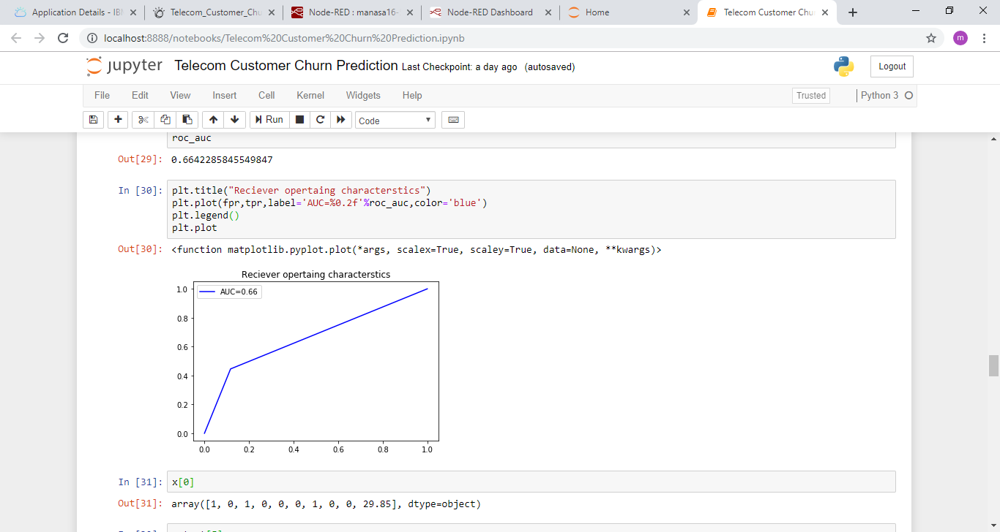 Application Details - IB
Telecom_Customer_Chu
Node-RED : manasa16-
Node-RED Dashboard
Home
Telecom Customer Chu
localhost:8888/notebooks/Telecom%20Customer%20Churn%20Prediction.ipynb
m
jupyter Telecom Customer Churn Prediction Last Checkpoint: a day ago (autosaved)
Logout
File Edit View Insert Cell Kernel Widgets Help
Trusted
Python 3
Run
Code
roc_auc
Out[29]: 0.6642285845549847
In [30]: plt.title("Reciever opertaing characterstics")
plt.plot(fpr,tpr,label='AUC=%0.2f'%roc_auc,color='blue')
plt.legend()
plt.plot
Out[30]: <function matplotlib.pyplot.plot(*args, scalex=True, scaley=True, data=None, **kwargs)>
Reciever opertaing characterstics
AUC=0.66
1.0
0.8
0.6
0.4
0.2
0.0
0.0 0.2 0.4 0.6 0.8 1.0
In [31]: x[0]
Out[31]: array([1, 0, 1, 0, 0, 0, 1, 0, 0, 29.85], dtype=object)